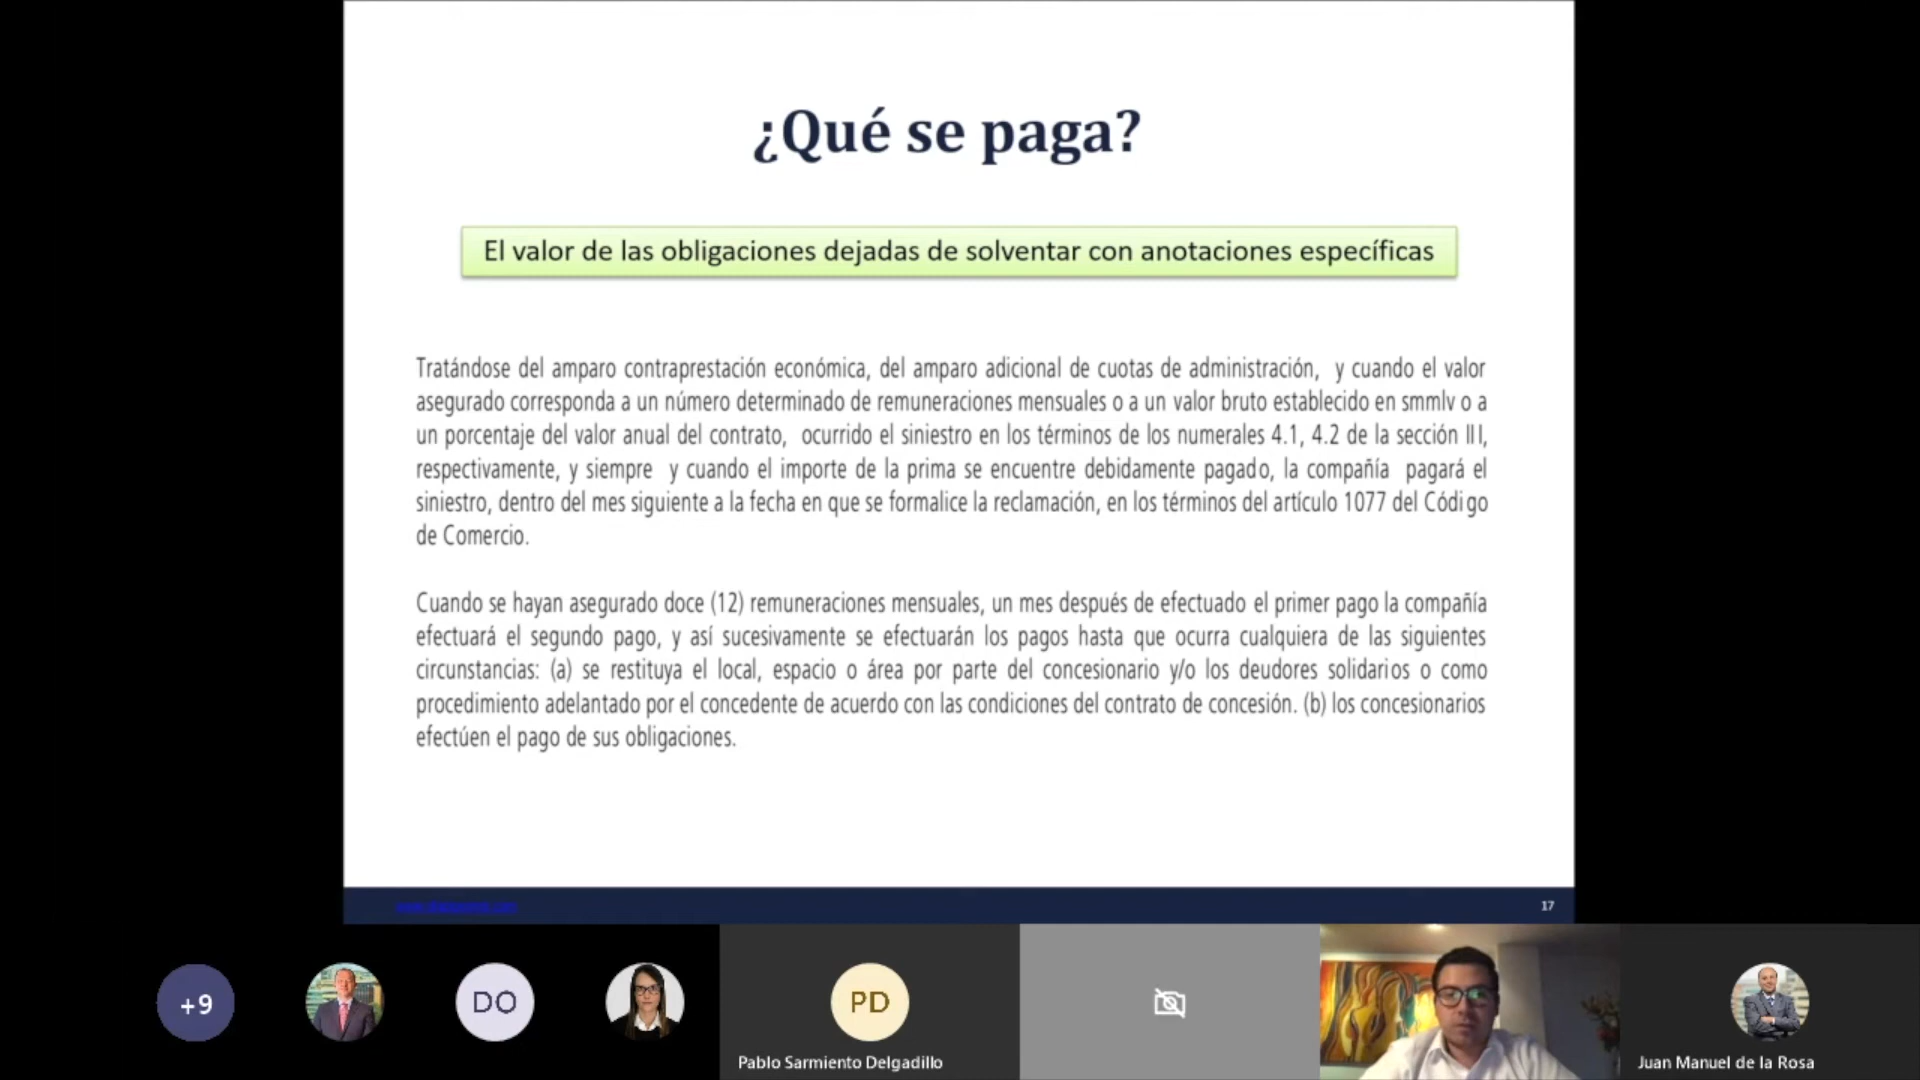 ¿Qué se paga?
El valor de las obligaciones dejadas de solventar con anotaciones específicas
Tratándose del amparo contraprestación económica, del amparo adicional de cuotas de administración, y cuando el valor
asegurado corresponda a un número determinado de remuneraciones mensuales o a un valor bruto establecido en smmlv o a
un porcentaje del valor anual del contrato, ocurrido el siniestro en los términos de los numerales 4.1, 4.2 de la sección III,
respectivamente, y siempre y cuando el importe de la prima se encuentre debidamente pagado, la compañía pagará el
siniestro, dentro del mes siguiente a la fecha en que se formalice la reclamación, en los términos del artículo 1077 del Código
de Comercio.
Cuando se hayan asegurado doce (12) remuneraciones mensuales, un mes después de efectuado el primer pago la compañía
efectuará el segundo pago, y así sucesivamente se efectuarán los pagos hasta que ocurra cualquiera de las siguientes
circunstancias: (a) se restituya el local, espacio o área por parte del concesionario y/o los deudores solidarios o como
procedimiento adelantado por el concedente de acuerdo con las condiciones del contrato de concesión. (b) los concesionarios
efectúen el pago de sus obligaciones.
17
+9
DO
PD
Pablo Sarmiento Delgadillo
Juan Manuel de la Rosa